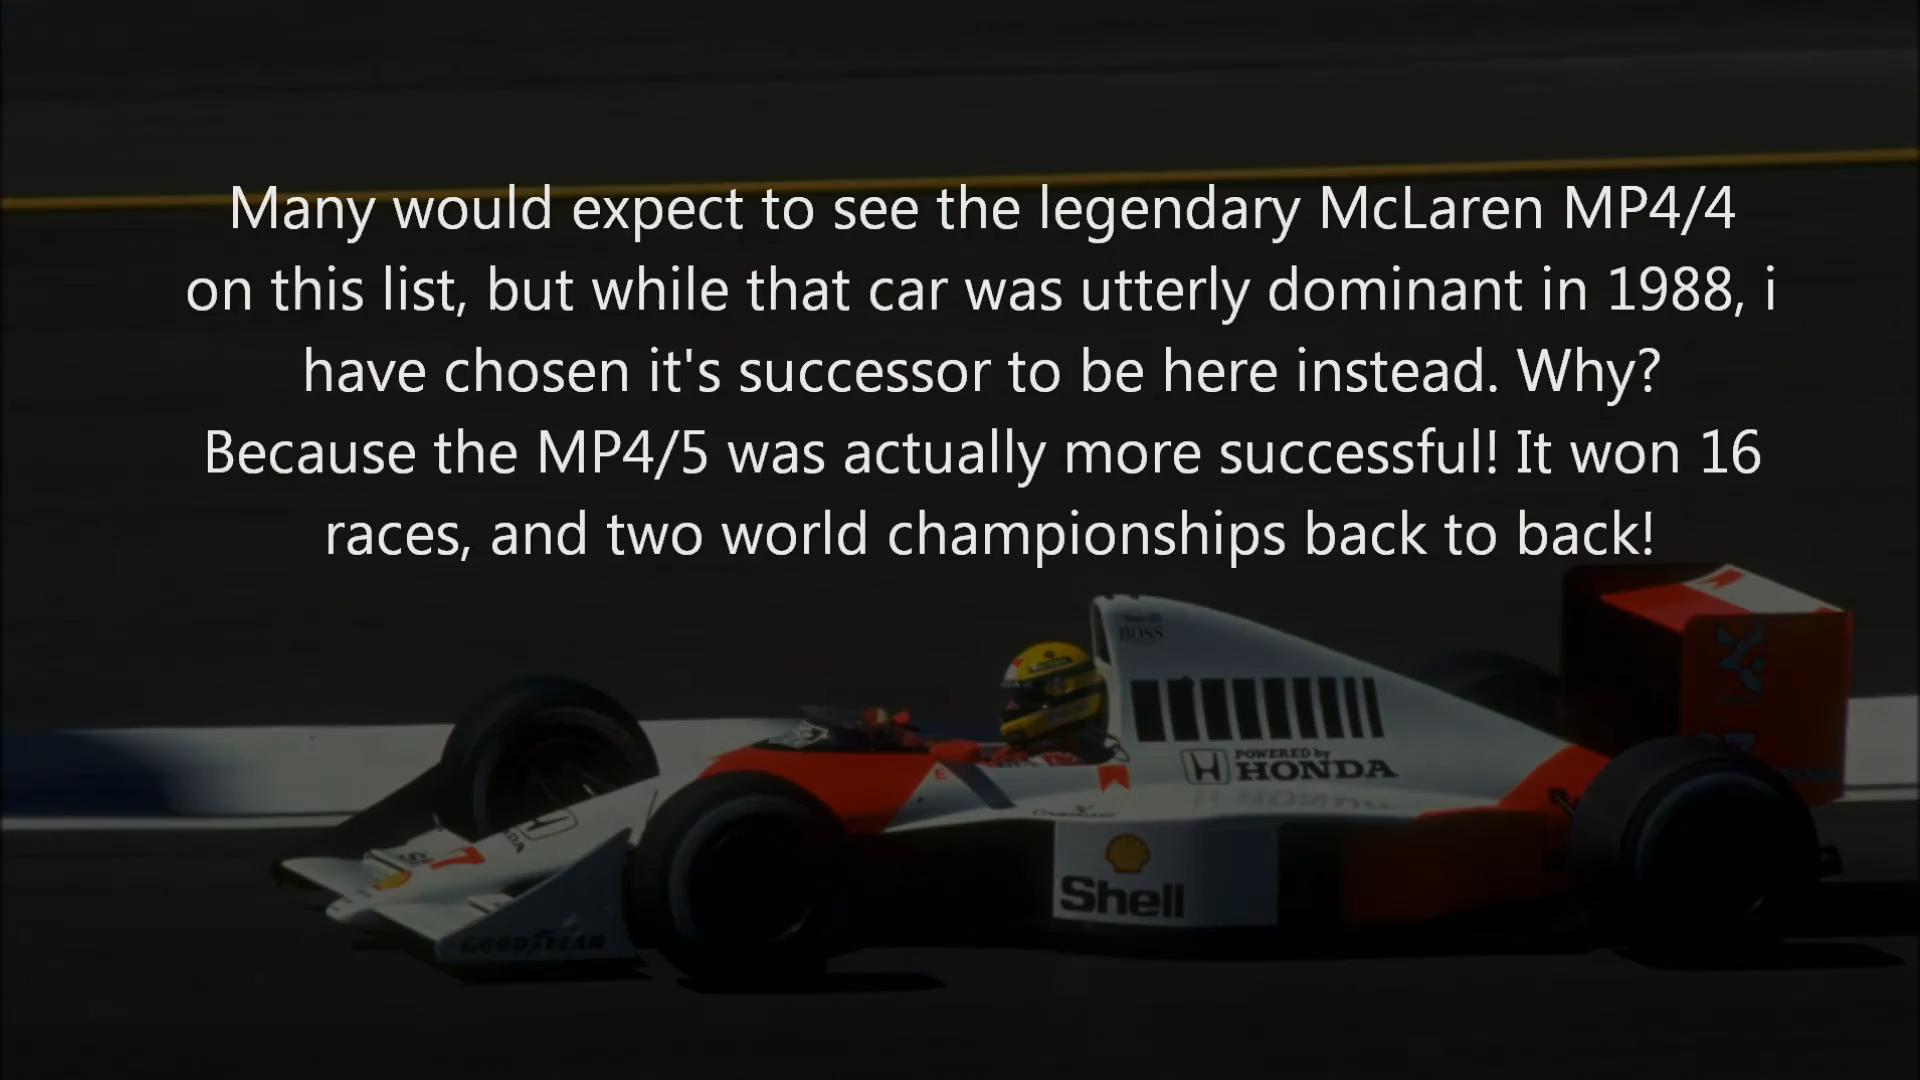 Many would expect to see the legendary McLaren MP4/4
on this list, but while that car was utterly dominant in 1988, i
have chosen it's successor to be here instead. Why?
Because the MP4/5 was actually more successful! It won 16
races, and two world championships back to back!
BOSS
POWERED by
HONDA
Shell
GOODYEAR